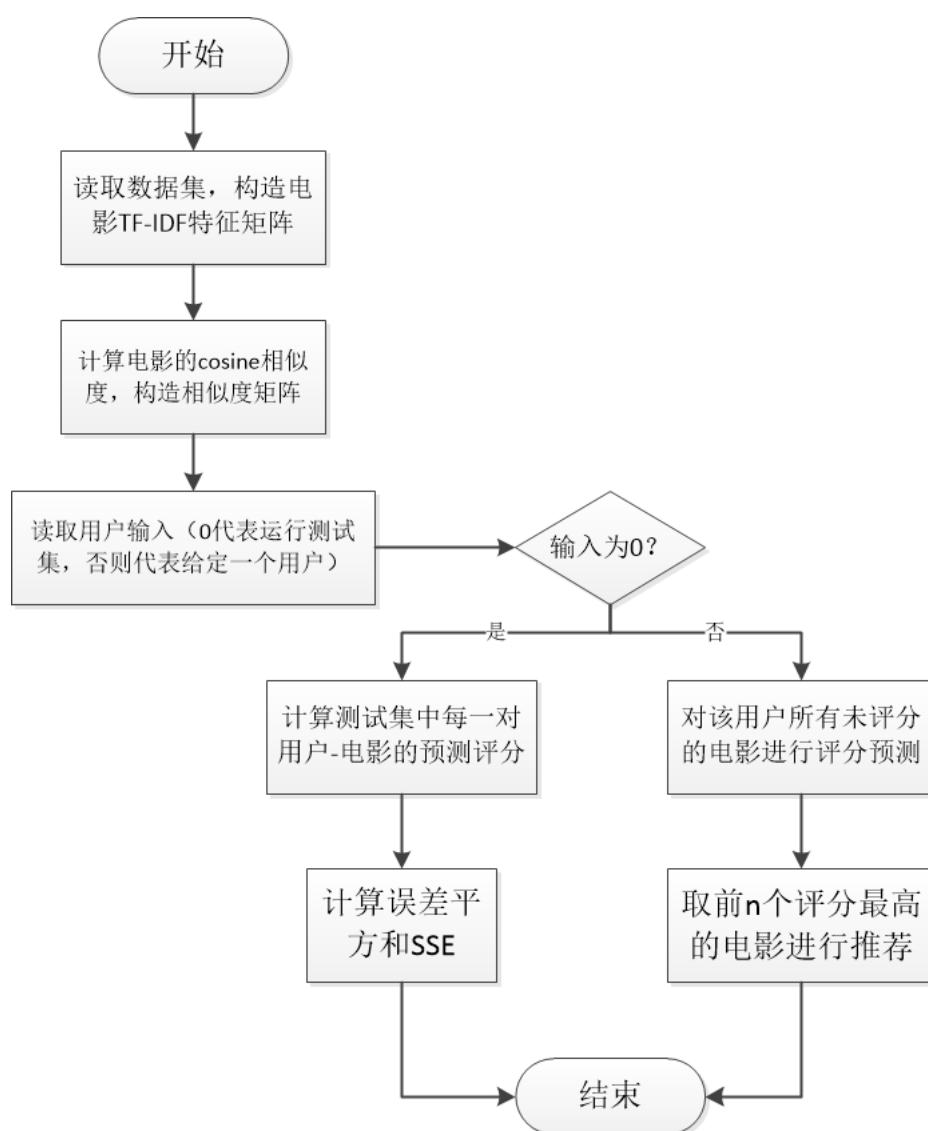 开始
读取数据集，构造电
影TF-IDF特征矩阵
计算电影的cosine相似
度，构造相似度矩阵
读取用户输入（0代表运行测试
集，否则代表给定一个用户）
输入为0？
是
否
计算测试集中每一对
用户-电影的预测评分
对该用户所有未评分
的电影进行评分预测
计算误差平
方和SSE
取前n个评分最高
的电影进行推荐
结束